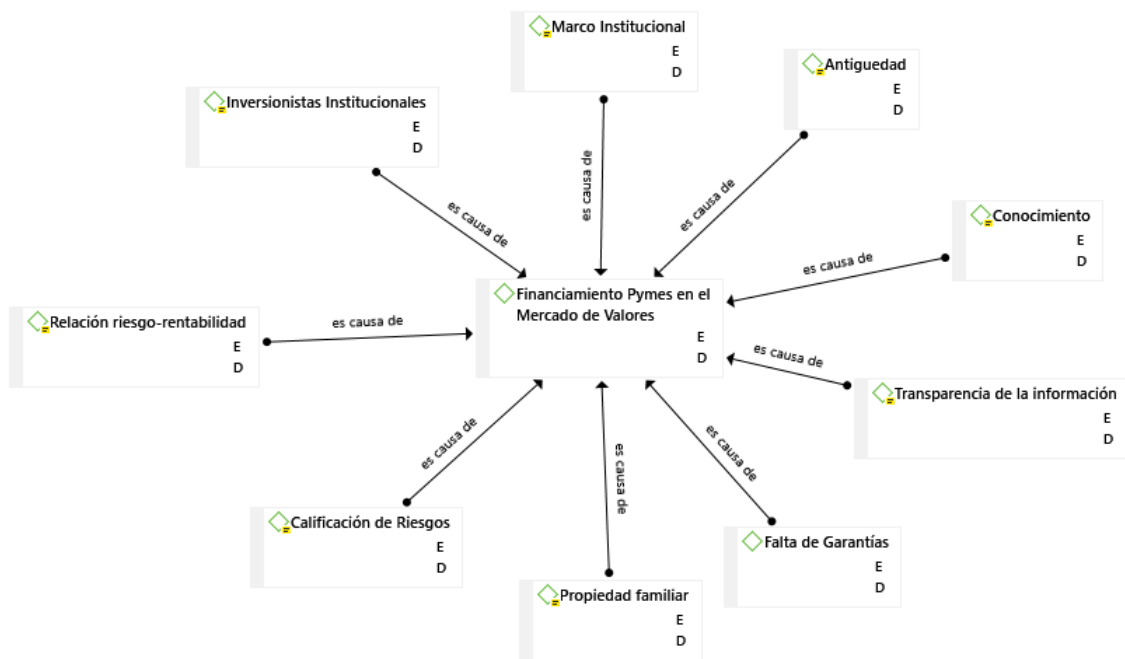 Marco Institucional
E
D
Antiguedad
E
D
Inversionistas Institucionales
E
D
es causa de
es causa de
es causa de
Conocimiento
E
D
es causa de
Financiamiento Pymes en el
Mercado de Valores
E
D
Relación riesgo-rentabilidad
E
D
es causa de
es causa de
Transparencia de la información
E
D
es causa de
es causa de
es causa de
Calificación de Riesgos
E
D
Falta de Garantías
E
D
Propiedad familiar
E
D